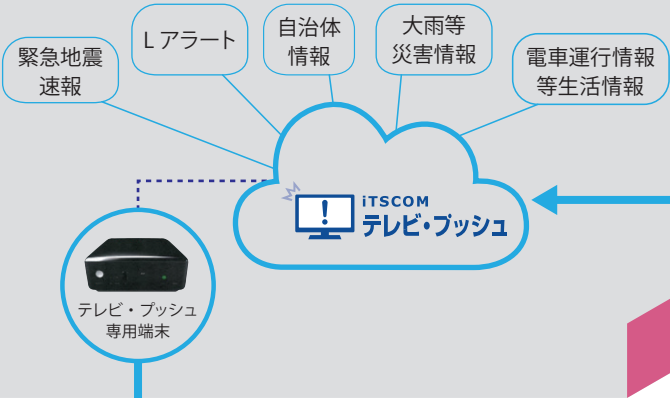 緊急地震
速報
Lアラート
自治体
情報
大雨等
災害情報
電車運行情報
等生活情報
!
iTSCOM
テレビ・プッシュ
テレビ・プッシュ
専用端末